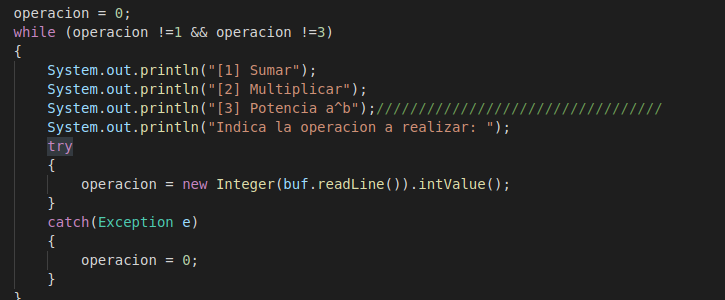 operacion = 0;
while (operacion !=1 && operacion !=3)
{
System.out.println("[1] Sumar");
System.out.println("[2] Multiplicar");
System.out.println("[3] Potencia a^b");//////////////////////////////////
System.out.println("Indica la operacion a realizar: ");
try
{
operacion = new Integer(buf.readLine()).intValue();
}
catch(Exception e)
{
operacion = 0;
}
}